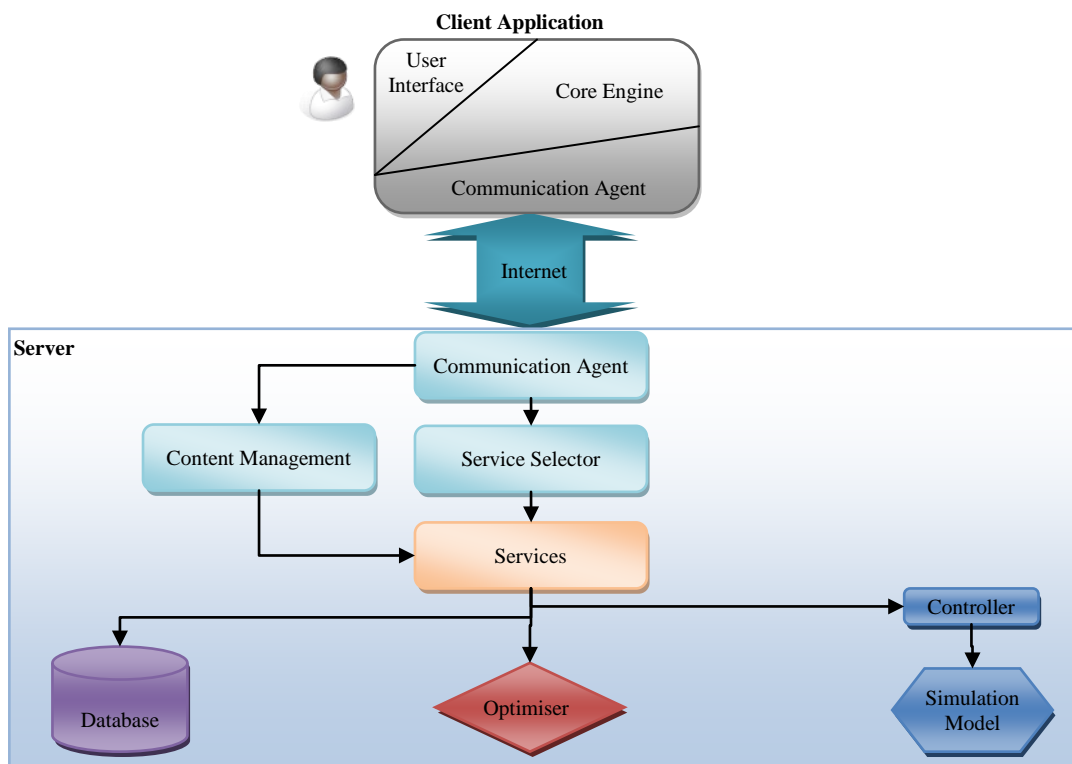 Client Application
User
Interface
Core Engine
Communication Agent
Internet
Server
Communication Agent
Content Management
Service Selector
Services
Controller
Database
Optimiser
Simulation
Model